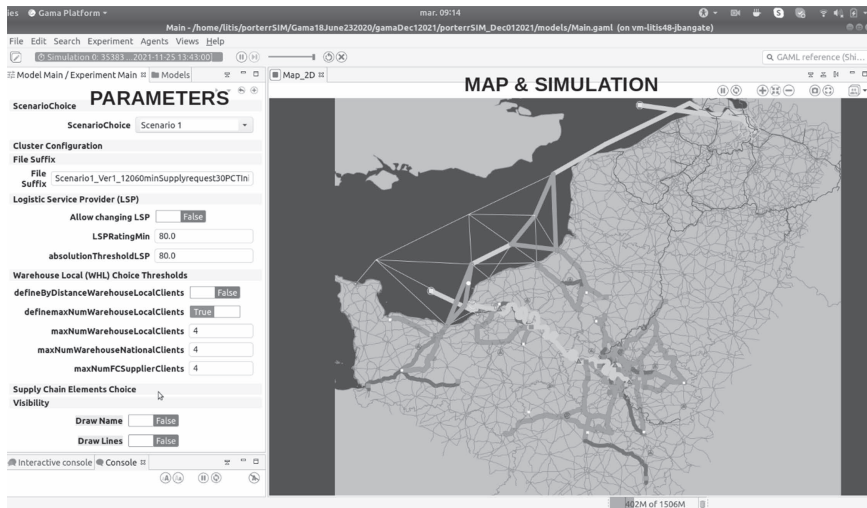 ies Gama Platform mar. 09:14
Main - /home/litis/porterrSIM/Gama18June232020/gamaDec12021/porterrSIM_Dec012021/models/Main.gaml (on vm-litis48-jbangate)
File Edit Search Experiment Agents Views Help
Simulation 0: 35383...2021-11-25 13:43:00]
GAML reference (Shi...
Model Main / Experiment Main Models
Map_2D
PARAMETERS
MAP & SIMULATION
ScenarioChoice
ScenarioChoice Scenario 1
Cluster Configuration
File Suffix
File Suffix Scenario1_Ver1_12060minSupplyrequest30PCTIni
Logistic Service Provider (LSP)
Allow changing LSP False
LSPRatingMin 80.0
absolutionThresholdLSP 80.0
Warehouse Local (WHL) Choice Thresholds
defineByDistanceWarehouseLocalClients False
definemaxNumWarehouseLocalClients True
maxNumWarehouseLocalClients 4
maxNumWarehouseNationalClients 4
maxNumFCSupplierClients 4
Supply Chain Elements Choice
Visibility
Draw Name False
Draw Lines False
Interactive console Console
402M of 1506M